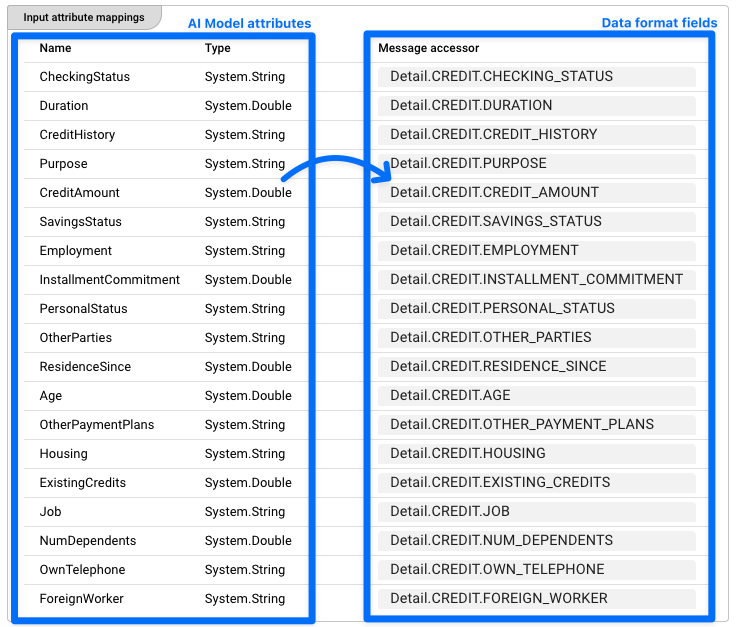 Input attribute mappings
AI Model attributes
Data format fields
Name Type Message accessor
CheckingStatus System.String Detail.CREDIT.CHECKING_STATUS
Duration System.Double Detail.CREDIT.DURATION
CreditHistory System.String Detail.CREDIT.CREDIT_HISTORY
Purpose System.String Detail.CREDIT.PURPOSE
CreditAmount System.Double Detail.CREDIT.CREDIT_AMOUNT
SavingsStatus System.String Detail.CREDIT.SAVINGS_STATUS
Employment System.String Detail.CREDIT.EMPLOYMENT
InstallmentCommitment System.Double Detail.CREDIT.INSTALLMENT_COMMITMENT
PersonalStatus System.String Detail.CREDIT.PERSONAL_STATUS
OtherParties System.String Detail.CREDIT.OTHER_PARTIES
ResidenceSince System.Double Detail.CREDIT.RESIDENCE_SINCE
Age System.Double Detail.CREDIT.AGE
OtherPaymentPlans System.String Detail.CREDIT.OTHER_PAYMENT_PLANS
Housing System.String Detail.CREDIT.HOUSING
ExistingCredits System.Double Detail.CREDIT.EXISTING_CREDITS
Job System.String Detail.CREDIT.JOB
NumDependents System.Double Detail.CREDIT.NUM_DEPENDENTS
OwnTelephone System.String Detail.CREDIT.OWN_TELEPHONE
ForeignWorker System.String Detail.CREDIT.FOREIGN_WORKER